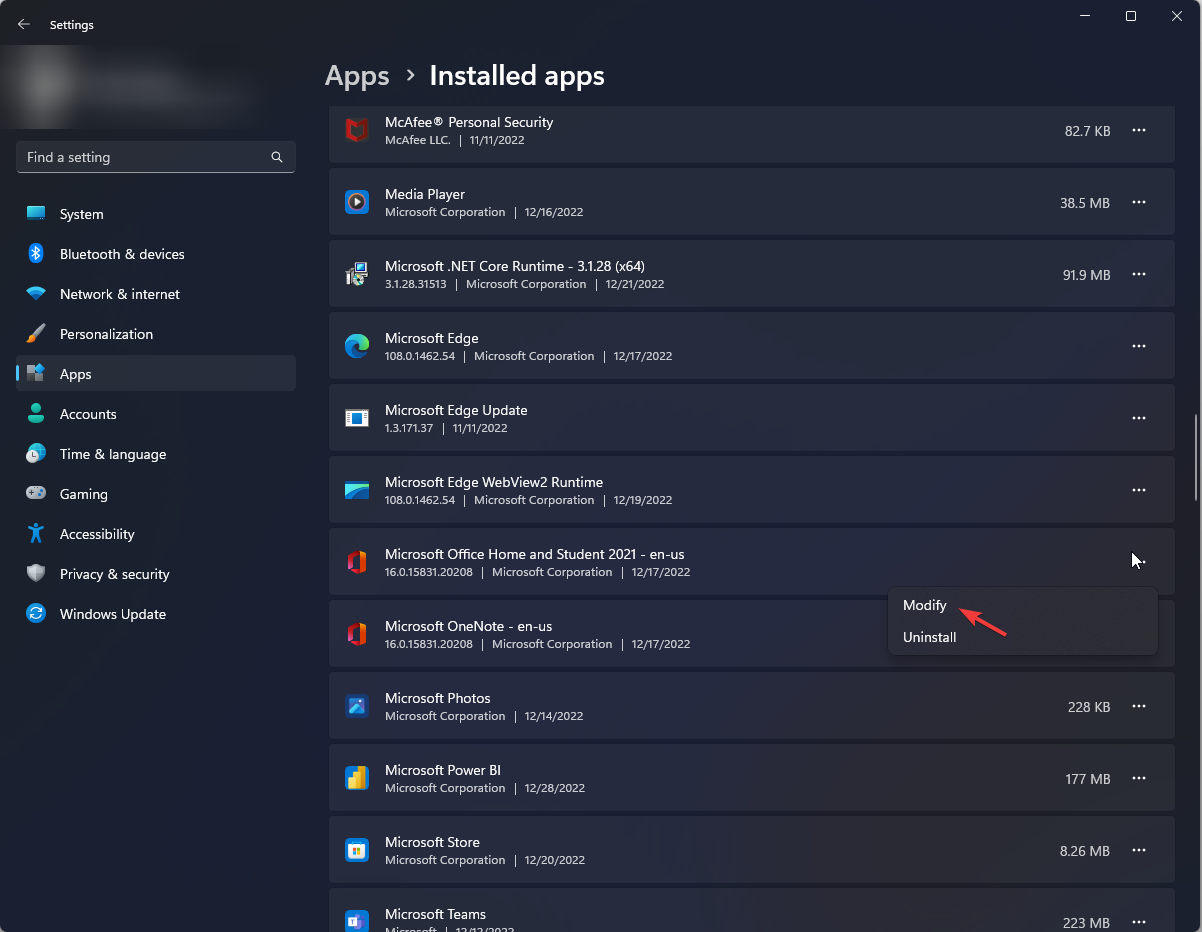 Settings
Apps › Installed apps
Find a setting
System
Bluetooth & devices
Network & internet
Personalization
Apps
Accounts
Time & language
Gaming
Accessibility
Privacy & security
Windows Update
McAfee® Personal Security
McAfee LLC. | 11/11/2022
82.7 KB
Media Player
Microsoft Corporation | 12/16/2022
38.5 MB
Microsoft .NET Core Runtime - 3.1.28 (x64)
3.1.28.31513 | Microsoft Corporation | 12/21/2022
91.9 MB
Microsoft Edge
108.0.1462.54 | Microsoft Corporation | 12/17/2022
Microsoft Edge Update
1.3.171.37 | 11/11/2022
Microsoft Edge WebView2 Runtime
108.0.1462.54 | Microsoft Corporation | 12/19/2022
Microsoft Office Home and Student 2021 - en-us
16.0.15831.20208 | Microsoft Corporation | 12/17/2022
Modify
Uninstall
Microsoft OneNote - en-us
16.0.15831.20208 | Microsoft Corporation | 12/17/2022
Microsoft Photos
Microsoft Corporation | 12/14/2022
228 KB
Microsoft Power BI
Microsoft Corporation | 12/28/2022
177 MB
Microsoft Store
Microsoft Corporation | 12/20/2022
8.26 MB
Microsoft Teams
Microsoft | 12/12/2022
223 MB